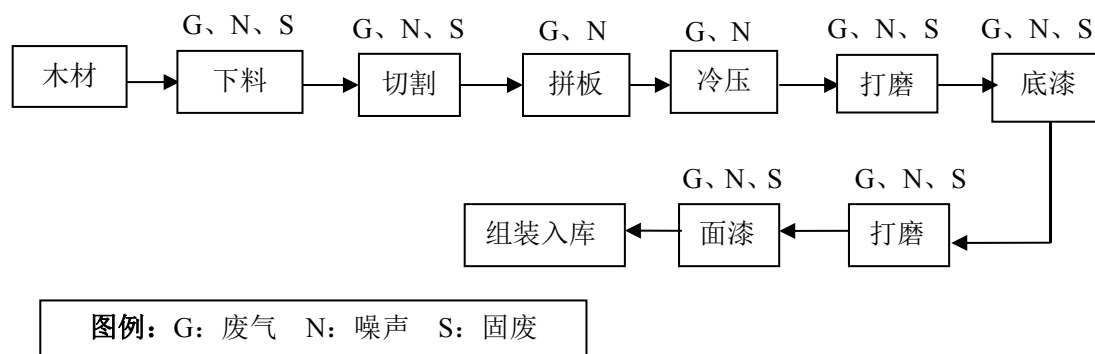 G、N、S G、N、S G、N G、N G、N、S G、N、S
木材 下料 切割 拼板 冷压 打磨 底漆
G、N、S G、N、S
组装入库 面漆 打磨
图例：G：废气 N：噪声 S：固废